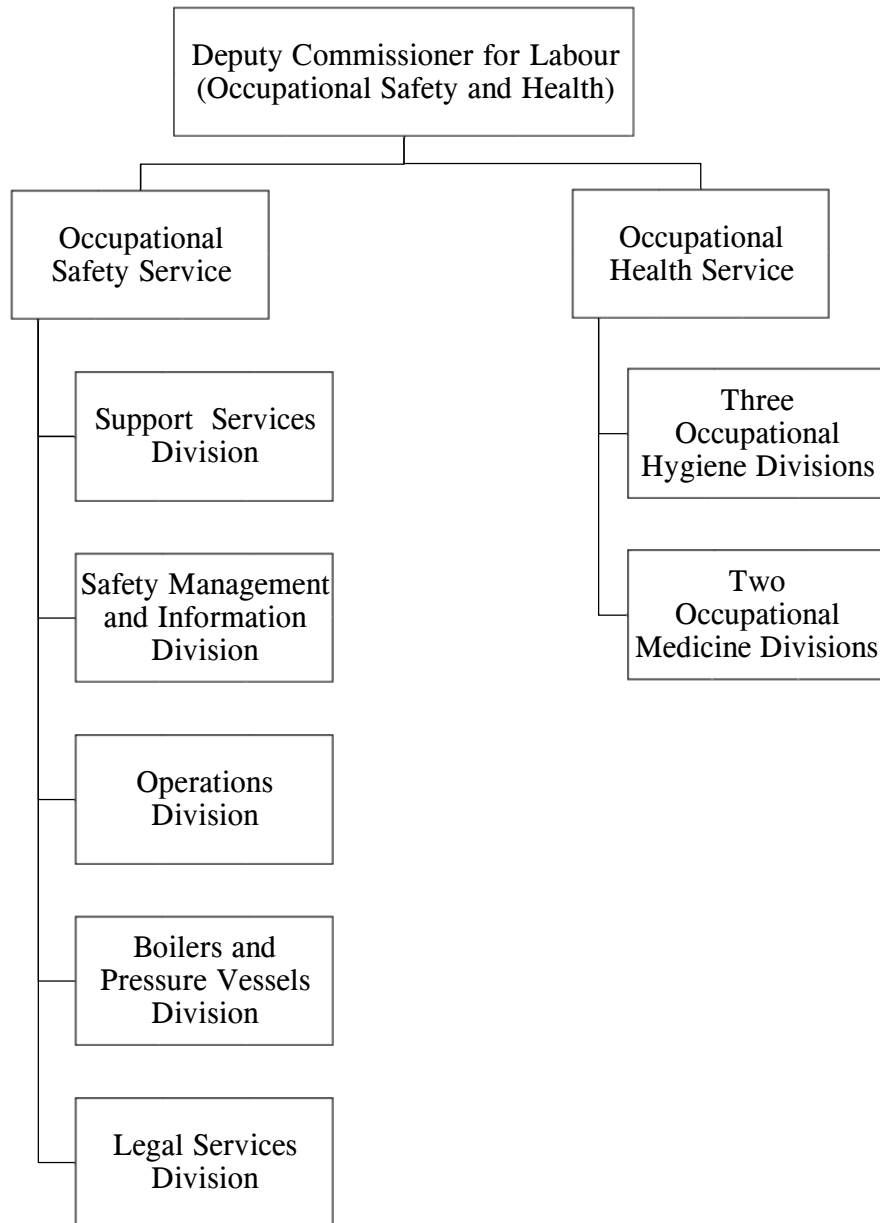 Deputy Commissioner for Labour
(Occupational Safety and Health)
Occupational
Safety Service
Occupational
Health Service
Support Services
Division
Safety Management
and Information
Division
Operations
Division
Boilers and
Pressure Vessels
Division
Legal Services
Division
Three
Occupational
Hygiene Divisions
Two
Occupational
Medicine Divisions